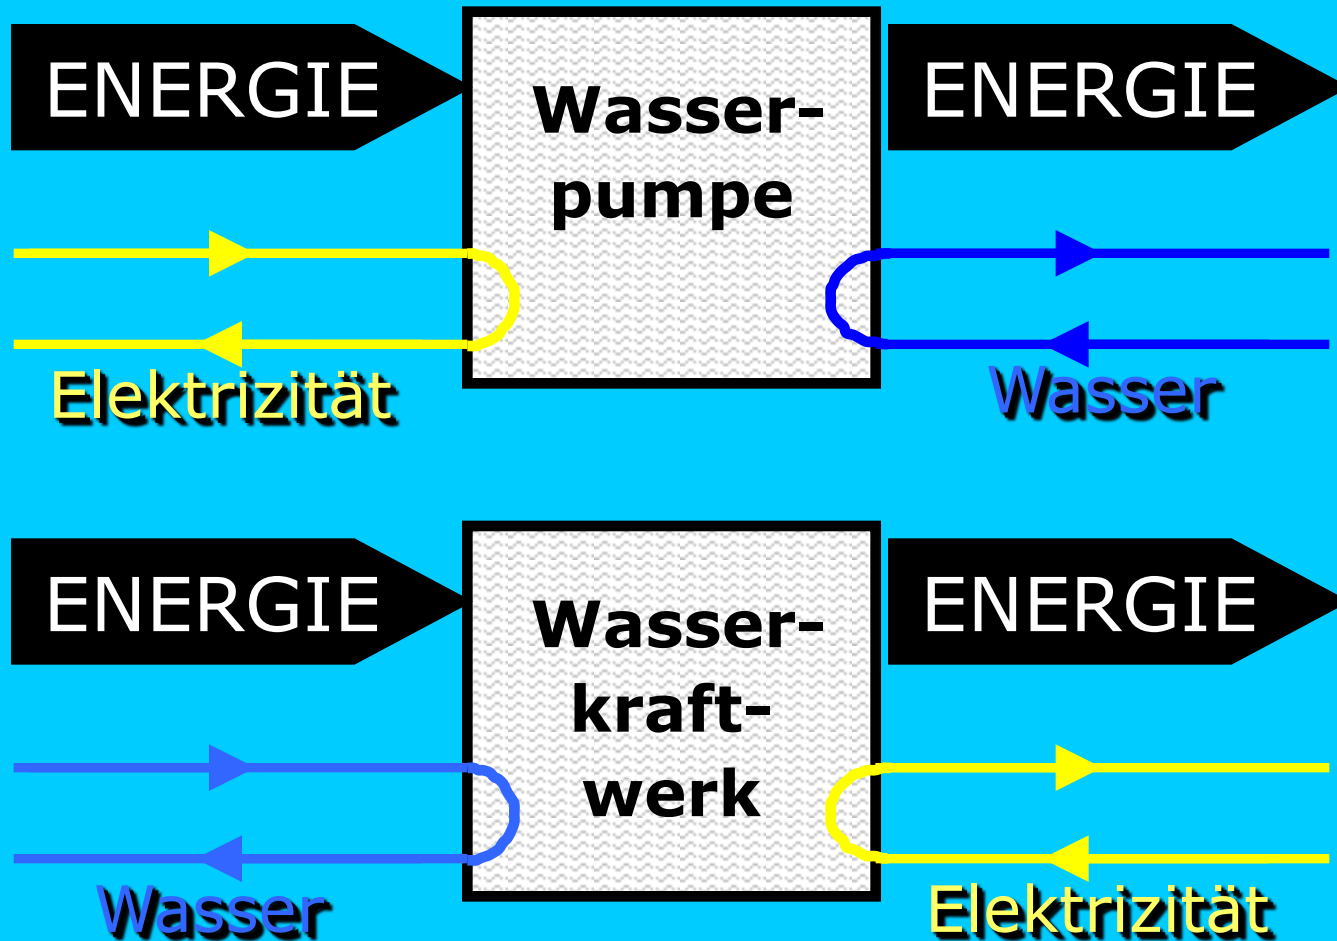 ENERGIE
Wasser-
pumpe
ENERGIE
Elektrizität
Wasser
ENERGIE
Wasser-
kraft-
werk
ENERGIE
Wasser
Elektrizität